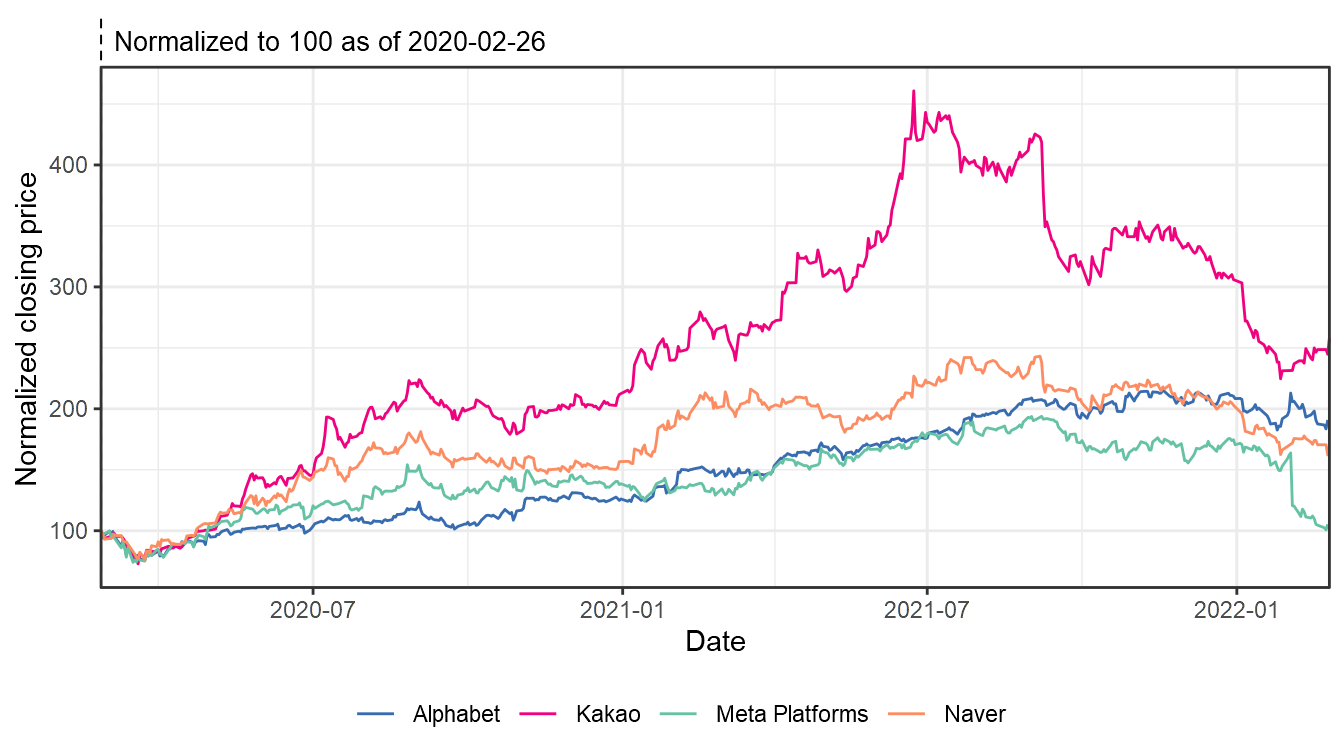 Normalized to 100 as of 2020-02-26
Normalized closing price
400
300
200
100
2020-07
2021-01
2021-07
2022-01
Date
Alphabet
Kakao
Meta Platforms
Naver